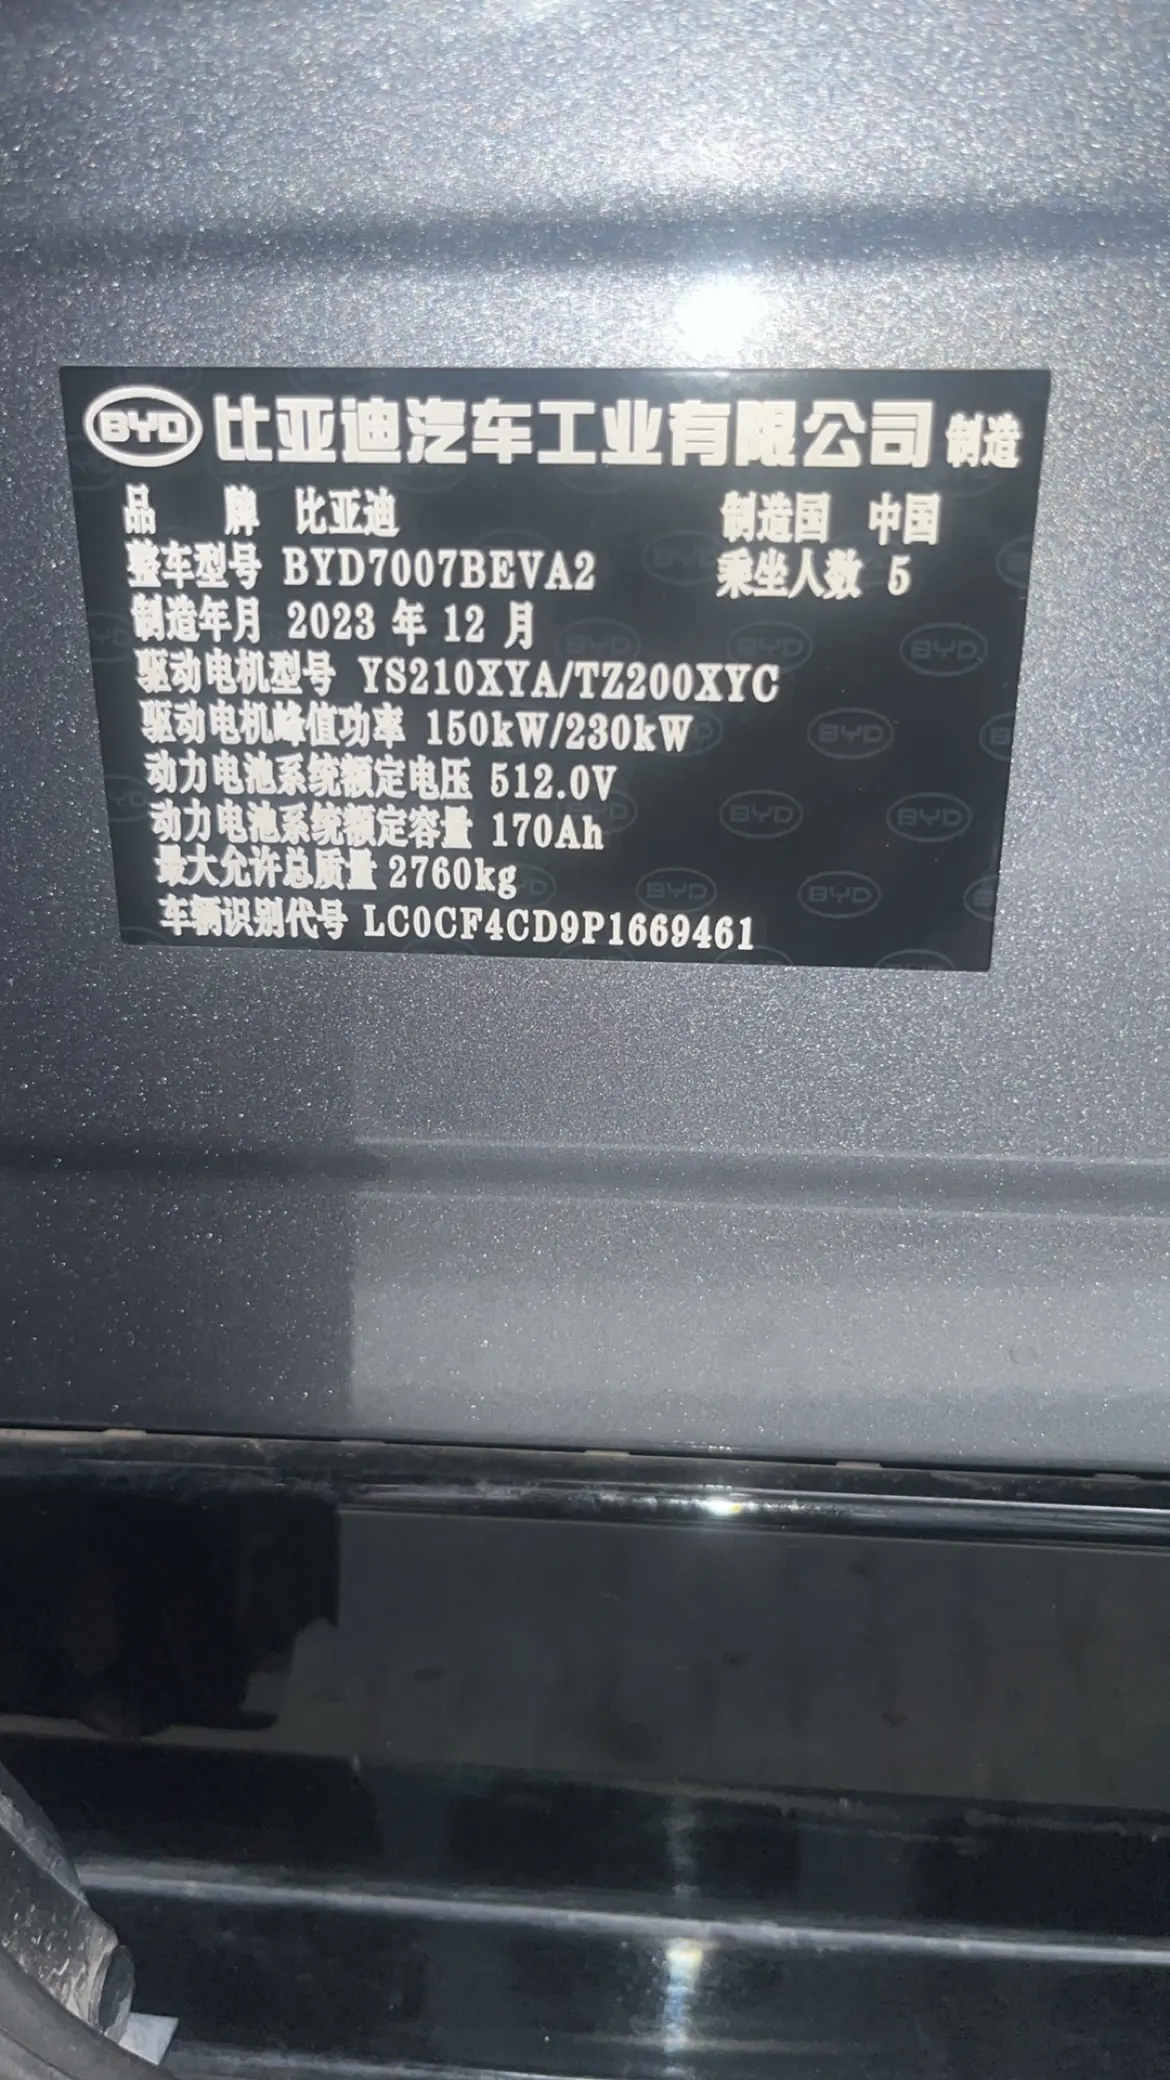 BYD 比亚迪汽车工业有限公司 制造
品 牌 比亚迪 制造国 中国
整车型号 BYD7007BEVA2 乘坐人数 5
制造年月 2023 年 12 月
驱动电机型号 YS210XYA/TZ200XYC
驱动电机峰值功率 150kW/230kW
动力电池系统额定电压 512.0V
动力电池系统额定容量 170Ah
最大允许总质量 2760kg
车辆识别代号 LC0CF4CD9P1669461